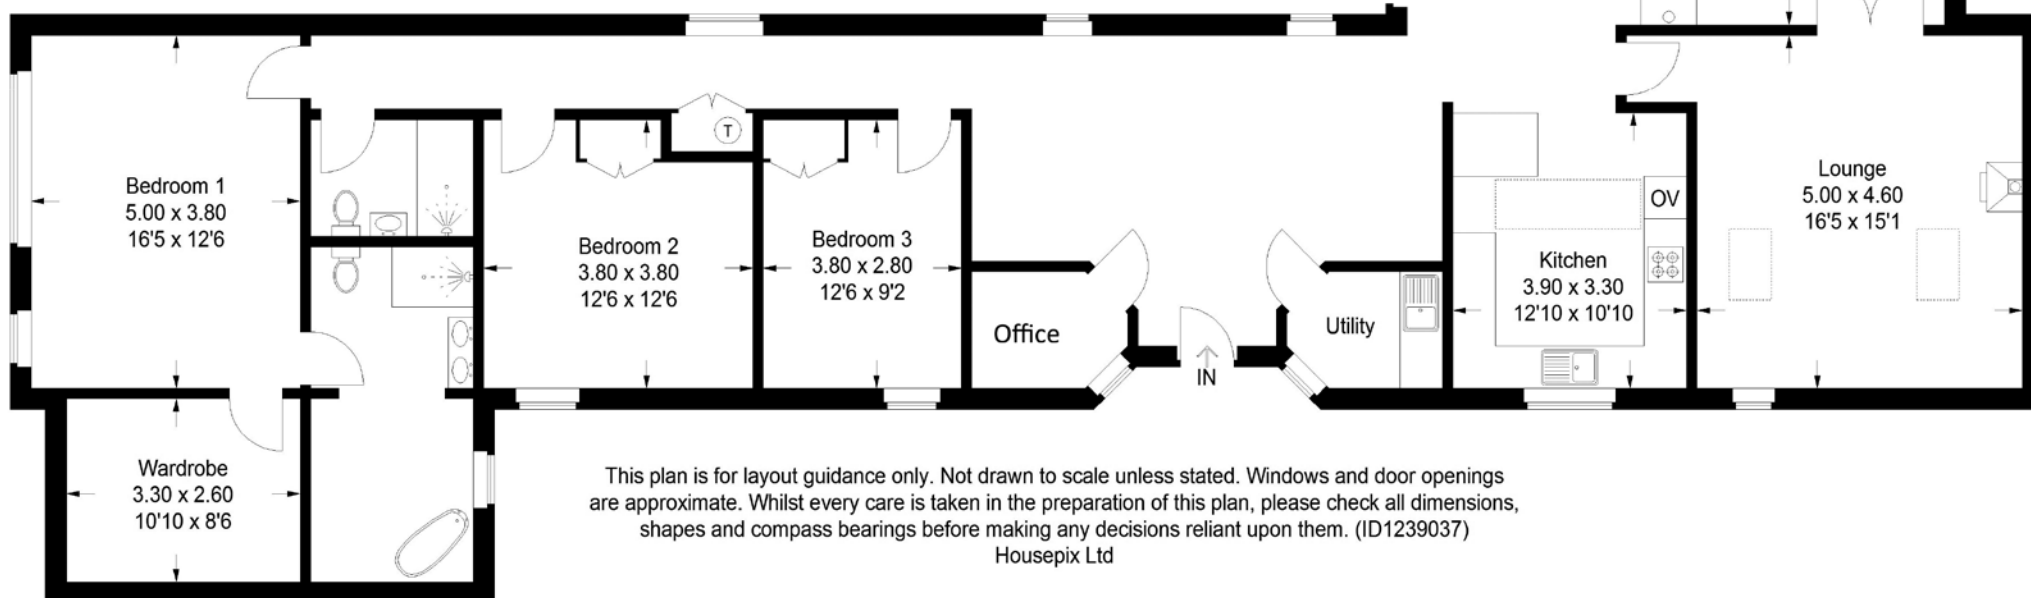 Bedroom 1
5.00 x 3.80
16'5 x 12'6
T
Bedroom 2
3.80 x 3.80
12'6 x 12'6
Bedroom 3
3.80 x 2.80
12'6 x 9'2
Office
IN
Utility
OV
Kitchen
3.90 x 3.30
12'10 x 10'10
Lounge
5.00 x 4.60
16'5 x 15'1
Wardrobe
3.30 x 2.60
10'10 x 8'6
This plan is for layout guidance only. Not drawn to scale unless stated. Windows and door openings
are approximate. Whilst every care is taken in the preparation of this plan, please check all dimensions,
shapes and compass bearings before making any decisions reliant upon them. (ID1239037)
Housepix Ltd